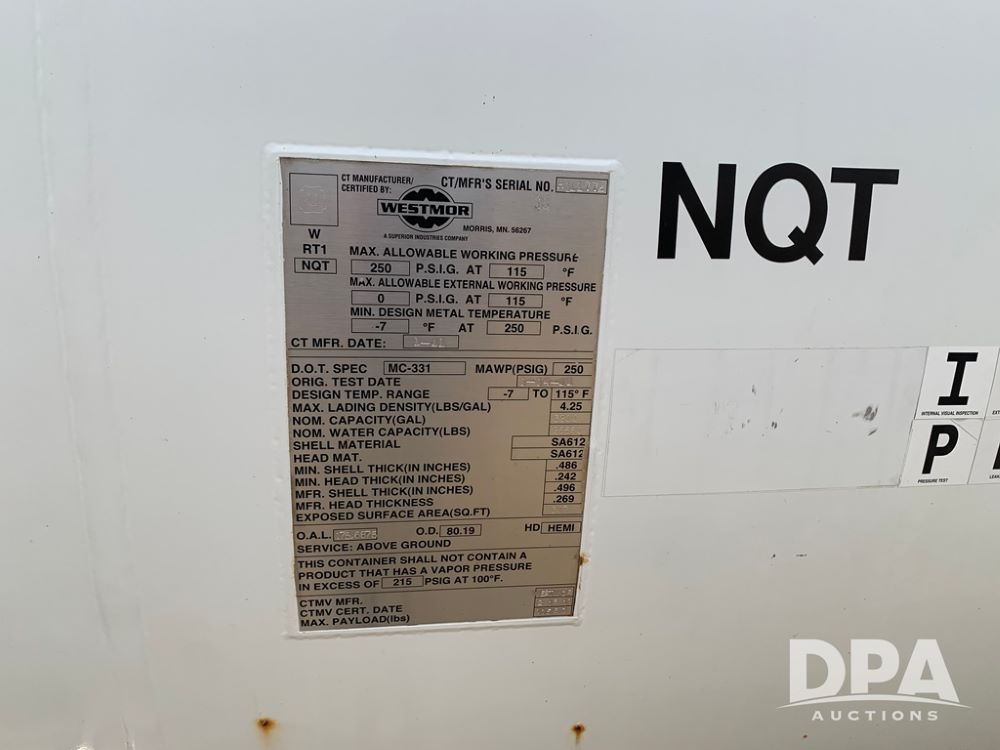 CT MANUFACTURER/
CERTIFIED BY:
CT/MFR'S SERIAL NO.
WESTMOR
MORRIS, MN. 56267
A SUPERIOR INDUSTRIES COMPANY
W
RT1
NQT
MAX. ALLOWABLE WORKING PRESSURE
250 P.S.I.G. AT 115 °F
MAX. ALLOWABLE EXTERNAL WORKING PRESSURE
0 P.S.I.G. AT 115 °F
MIN. DESIGN METAL TEMPERATURE
-7 °F AT 250 P.S.I.G.
CT MFR. DATE:
D.O.T. SPEC MC-331 MAWP(PSIG) 250
ORIG. TEST DATE
DESIGN TEMP. RANGE -7 TO 115° F
MAX. LADING DENSITY(LBS/GAL) 4.25
NOM. CAPACITY(GAL)
NOM. WATER CAPACITY(LBS)
SHELL MATERIAL SA612
HEAD MAT. SA612
MIN. SHELL THICK(IN INCHES) .486
MIN. HEAD THICK(IN INCHES) .242
MFR. SHELL THICK(IN INCHES) .496
MFR. HEAD THICKNESS .269
EXPOSED SURFACE AREA(SQ.FT)
O.A.L. O.D. 80.19 HD HEMI
SERVICE: ABOVE GROUND
THIS CONTAINER SHALL NOT CONTAIN A
PRODUCT THAT HAS A VAPOR PRESSURE
IN EXCESS OF 215 PSIG AT 100°F.
CTMV MFR.
CTMV CERT. DATE
MAX. PAYLOAD(lbs)
NQT
I
INTERNAL VISUAL INSPECTION
P
PRESSURE TEST
DPA
AUCTIONS